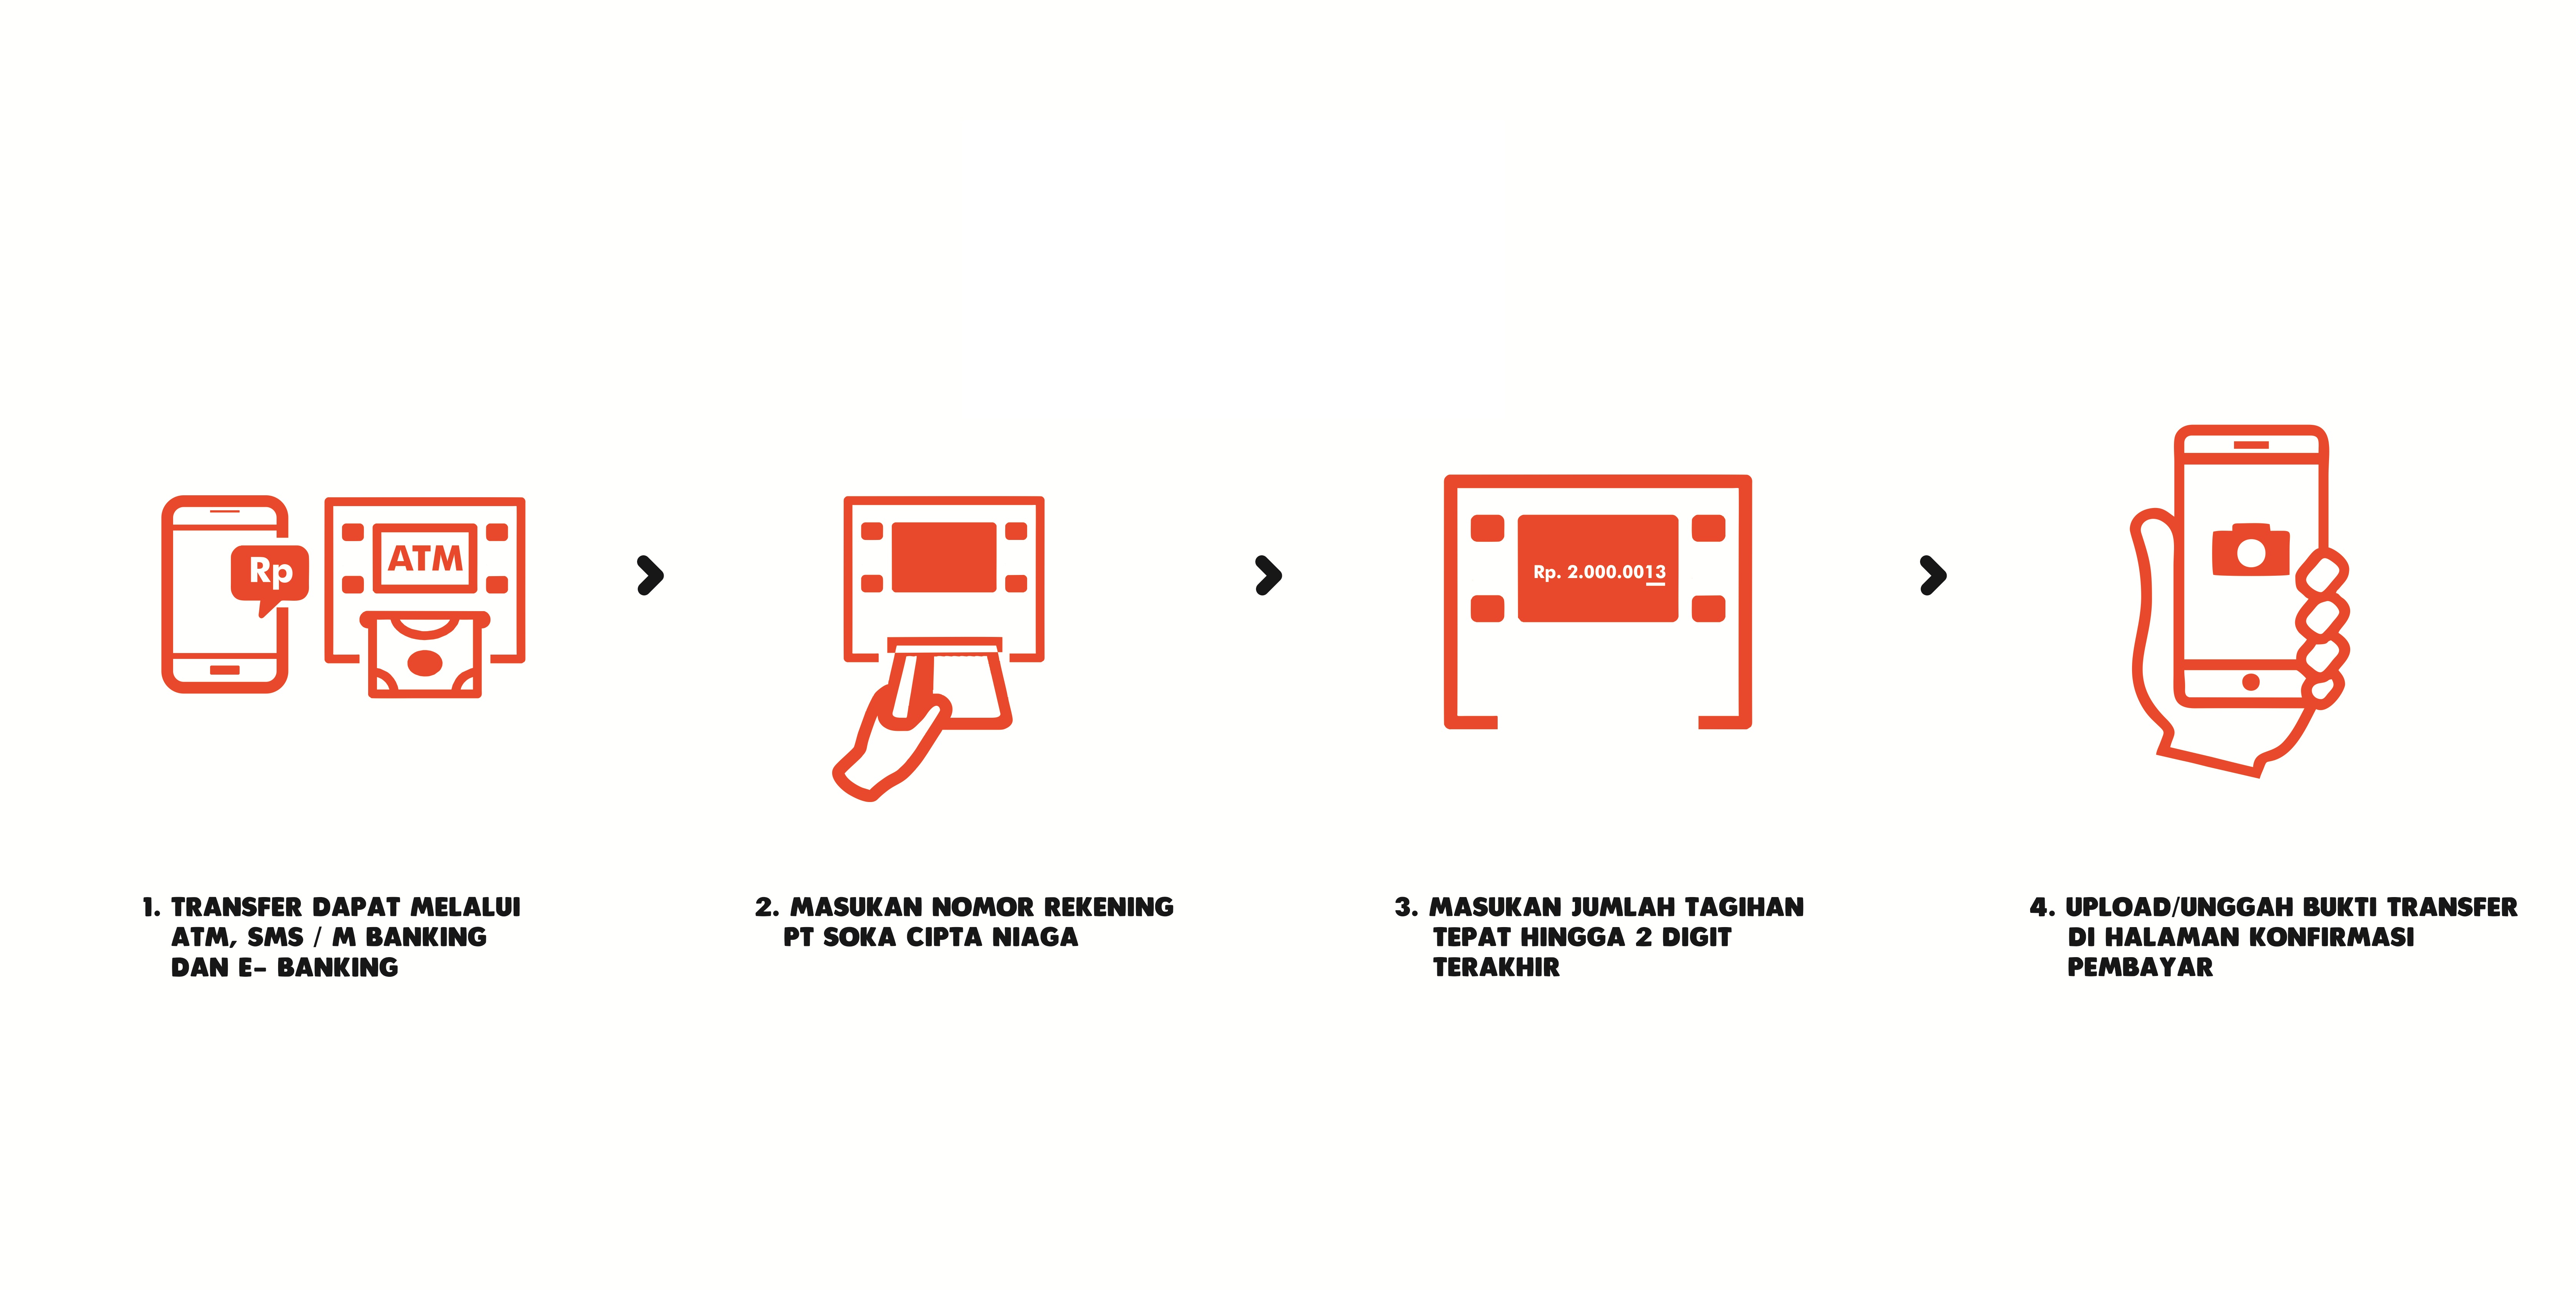 Rp
ATM
Rp. 2.000.0013
1. TRANSFER DAPAT MELALUI
ATM, SMS / M BANKING
DAN E- BANKING
2. MASUKAN NOMOR REKENING
PT SOKA CIPTA NIAGA
3. MASUKAN JUMLAH TAGIHAN
TEPAT HINGGA 2 DIGIT
TERAKHIR
4. UPLOAD/UNGGAH BUKTI TRANSFER
DI HALAMAN KONFIRMASI
PEMBAYAR